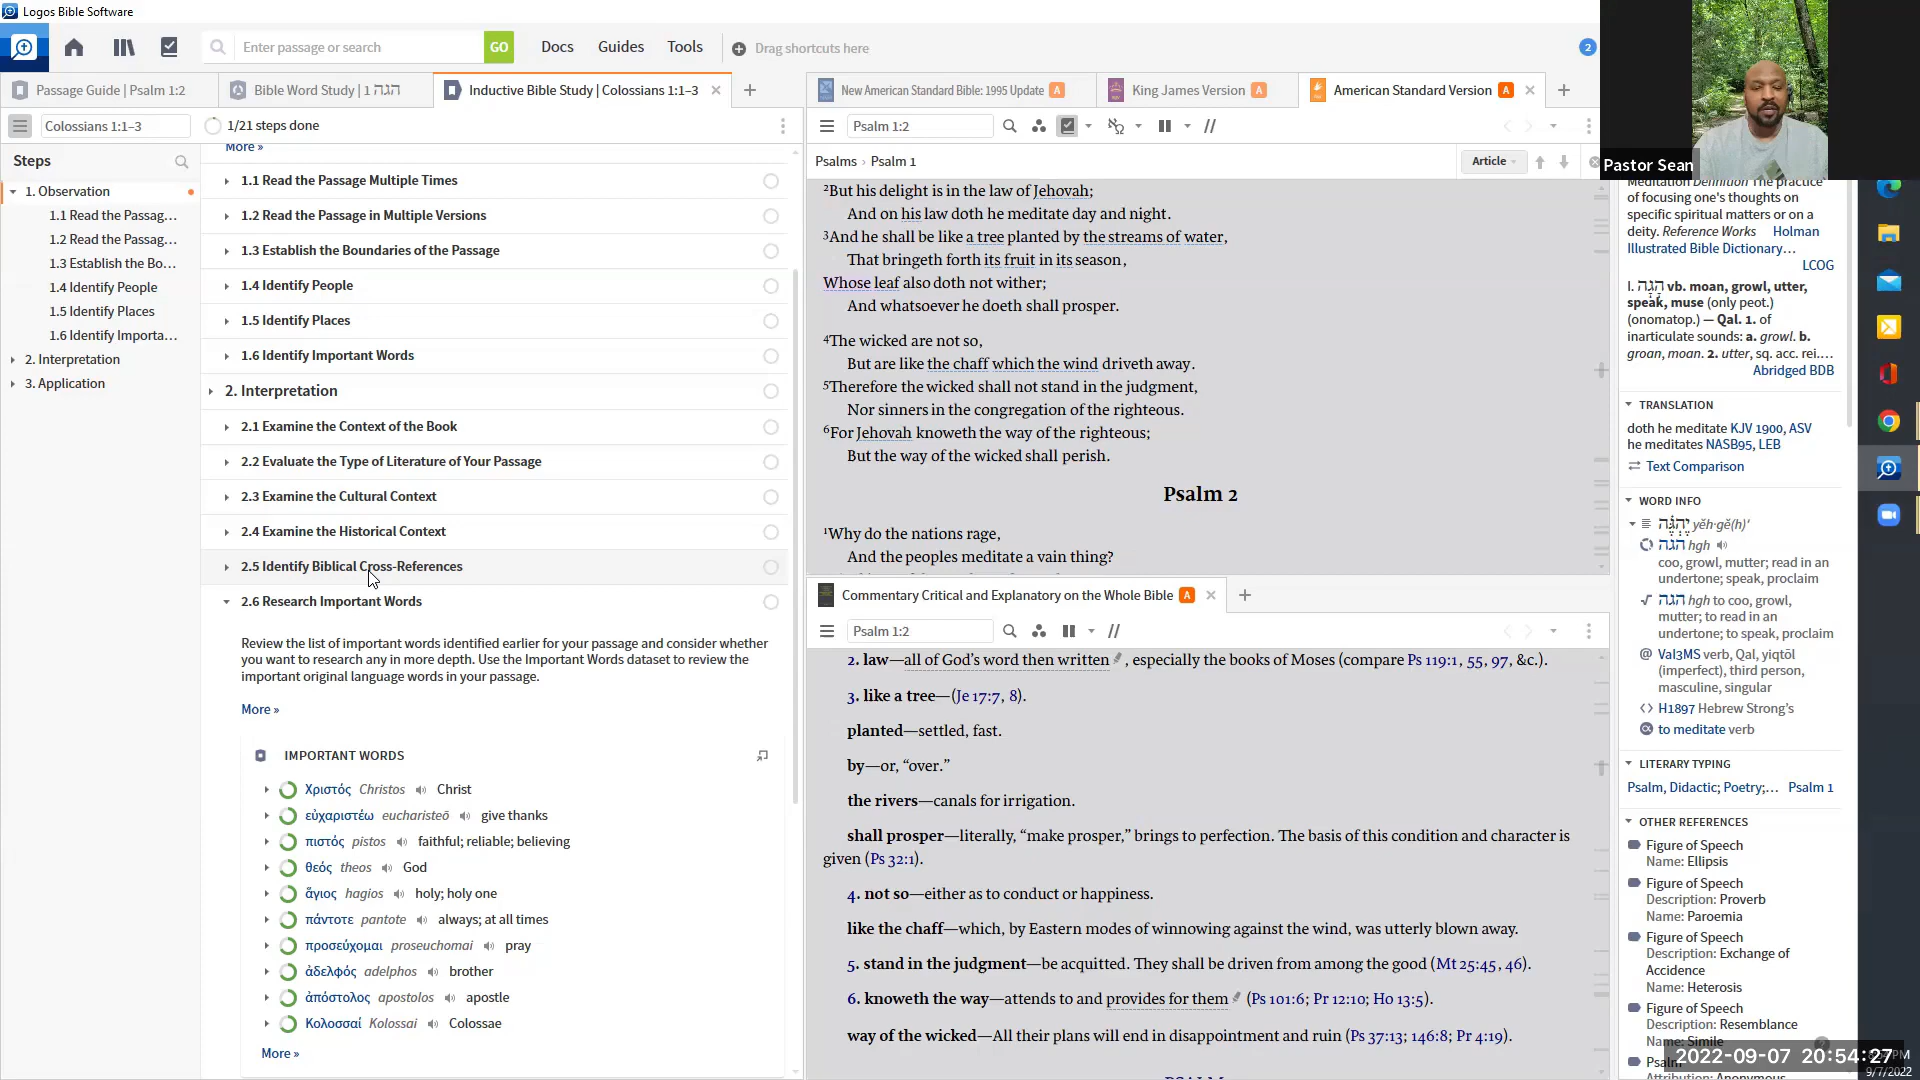 Logos Bible Software
Enter passage or search
GO
Docs
Guides
Tools
Drag shortcuts here
2
Passage Guide | Psalm 1:2
Bible Word Study | 1 הגה
Inductive Bible Study | Colossians 1:1–3
Colossians 1:1–3
1/21 steps done
Steps
1. Observation
1.1 Read the Passag...
1.2 Read the Passag...
1.3 Establish the Bo...
1.4 Identify People
1.5 Identify Places
1.6 Identify Importa...
2. Interpretation
3. Application
More »
1.1 Read the Passage Multiple Times
1.2 Read the Passage in Multiple Versions
1.3 Establish the Boundaries of the Passage
1.4 Identify People
1.5 Identify Places
1.6 Identify Important Words
2. Interpretation
2.1 Examine the Context of the Book
2.2 Evaluate the Type of Literature of Your Passage
2.3 Examine the Cultural Context
2.4 Examine the Historical Context
2.5 Identify Biblical Cross-References
2.6 Research Important Words
Review the list of important words identified earlier for your passage and consider whether
you want to research any in more depth. Use the Important Words dataset to review the
important original language words in your passage.
More »
IMPORTANT WORDS
Χριστός Christos Christ
εὐχαριστέω eucharisteō give thanks
πιστός pistos faithful; reliable; believing
θεός theos God
ἅγιος hagios holy; holy one
πάντοτε pantote always; at all times
προσεύχομαι proseuchomai pray
ἀδελφός adelphos brother
ἀπόστολος apostolos apostle
Κολοσσαί Kolossai Colossae
More »
New American Standard Bible: 1995 Update A
King James Version A
American Standard Version A
Psalm 1:2
Psalms › Psalm 1
Article
2But his delight is in the law of Jehovah;
And on his law doth he meditate day and night.
3And he shall be like a tree planted by the streams of water,
That bringeth forth its fruit in its season,
Whose leaf also doth not wither;
And whatsoever he doeth shall prosper.
4The wicked are not so,
But are like the chaff which the wind driveth away.
5Therefore the wicked shall not stand in the judgment,
Nor sinners in the congregation of the righteous.
6For Jehovah knoweth the way of the righteous;
But the way of the wicked shall perish.
Psalm 2
1Why do the nations rage,
And the peoples meditate a vain thing?
Commentary Critical and Explanatory on the Whole Bible A
Psalm 1:2
2. law—all of God's word then written, especially the books of Moses (compare Ps 119:1, 55, 97, &c.).
3. like a tree—(Je 17:7, 8).
planted—settled, fast.
by—or, “over.”
the rivers—canals for irrigation.
shall prosper—literally, “make prosper,” brings to perfection. The basis of this condition and character is
given (Ps 32:1).
4. not so—either as to conduct or happiness.
like the chaff—which, by Eastern modes of winnowing against the wind, was utterly blown away.
5. stand in the judgment—be acquitted. They shall be driven from among the good (Mt 25:45, 46).
6. knoweth the way—attends to and provides for them (Ps 101:6; Pr 12:10; Ho 13:5).
way of the wicked—All their plans will end in disappointment and ruin (Ps 37:13; 146:8; Pr 4:19).
Pastor Sean
Meditation Definition The practice
of focusing one's thoughts on
specific spiritual matters or on a
deity. Reference Works Holman
Illustrated Bible Dictionary…
LCOG
I. הָגָה vb. moan, growl, utter,
speak, muse (only poet.)
(onomatop.) — Qal. 1. of
inarticulate sounds: a. growl. b.
groan, moan. 2. utter, sq. acc. rei.…
Abridged BDB
TRANSLATION
doth he meditate KJV 1900, ASV
he meditates NASB95, LEB
Text Comparison
WORD INFO
יֶהְגֶּה yěh·gě(h)′
הגה hgh
coo, growl, mutter; read in an
undertone; speak, proclaim
הגה hgh to coo, growl,
mutter; to read in an
undertone; to speak, proclaim
VaI3MS verb, Qal, yiqtōl
(imperfect), third person,
masculine, singular
H1897 Hebrew Strong's
to meditate verb
LITERARY TYPING
Psalm, Didactic; Poetry;… Psalm 1
OTHER REFERENCES
Figure of Speech
Name: Ellipsis
Figure of Speech
Description: Proverb
Name: Paroemia
Figure of Speech
Description: Exchange of
Accidence
Name: Heterosis
Figure of Speech
Description: Resemblance
Name: Simile
2022-09-07 20:54:27
9/7/2022